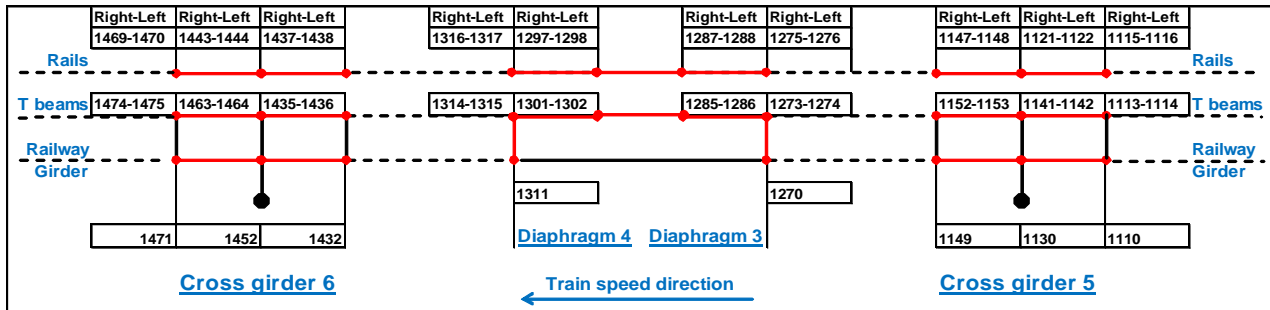 Right-Left Right-Left Right-Left Right-Left Right-Left Right-Left Right-Left Right-Left Right-Left Right-Left
1469-1470 1443-1444 1437-1438 1316-1317 1297-1298 1287-1288 1275-1276 1147-1148 1121-1122 1115-1116
Rails Rails
T beams 1474-1475 1463-1464 1435-1436 1314-1315 1301-1302 1285-1286 1273-1274 1152-1153 1141-1142 1113-1114 T beams
Railway Railway
Girder Girder
1311 1270
1471 1452 1432 Diaphragm 4 Diaphragm 3 1149 1130 1110
Cross girder 6 Train speed direction Cross girder 5